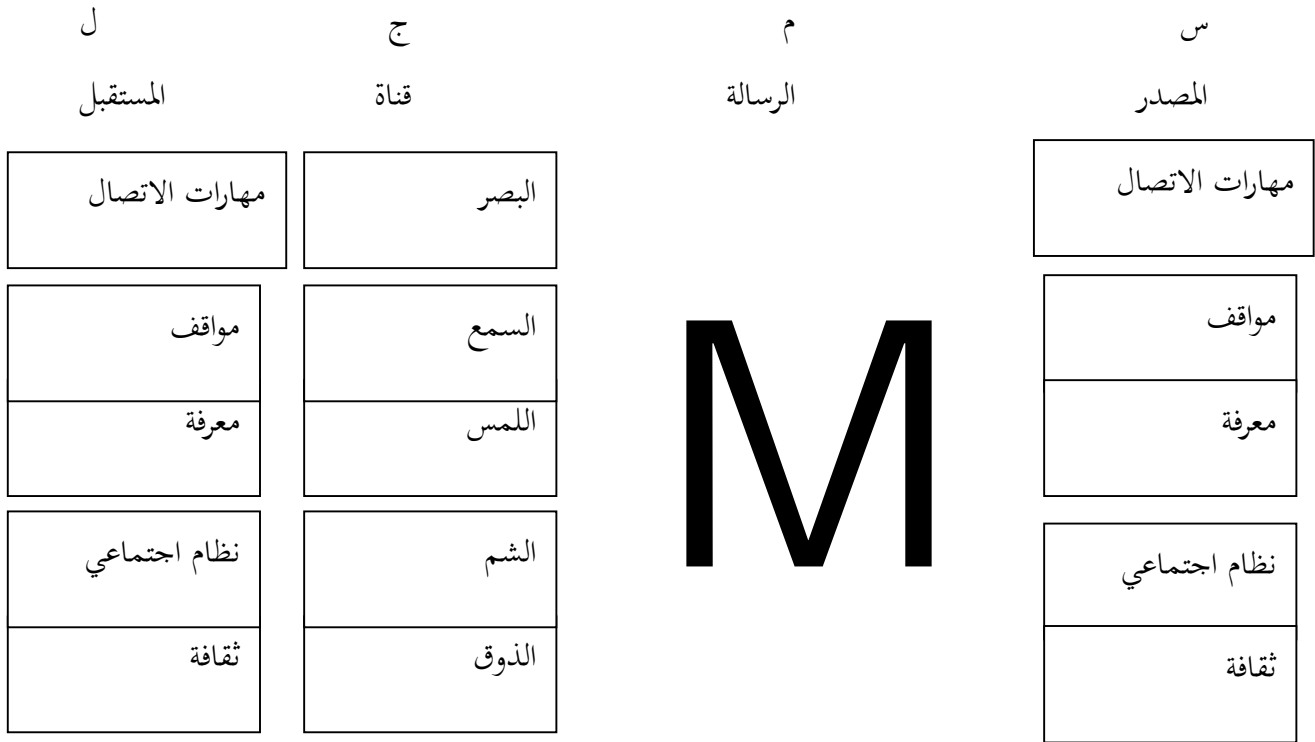 س م ج ل
المصدر الرسالة قناة المستقبل
مهارات الاتصال البصر مهارات الاتصال
مواقف السمع مواقف
معرفة اللمس معرفة
M
نظام اجتماعي الشم نظام اجتماعي
ثقافة الذوق ثقافة